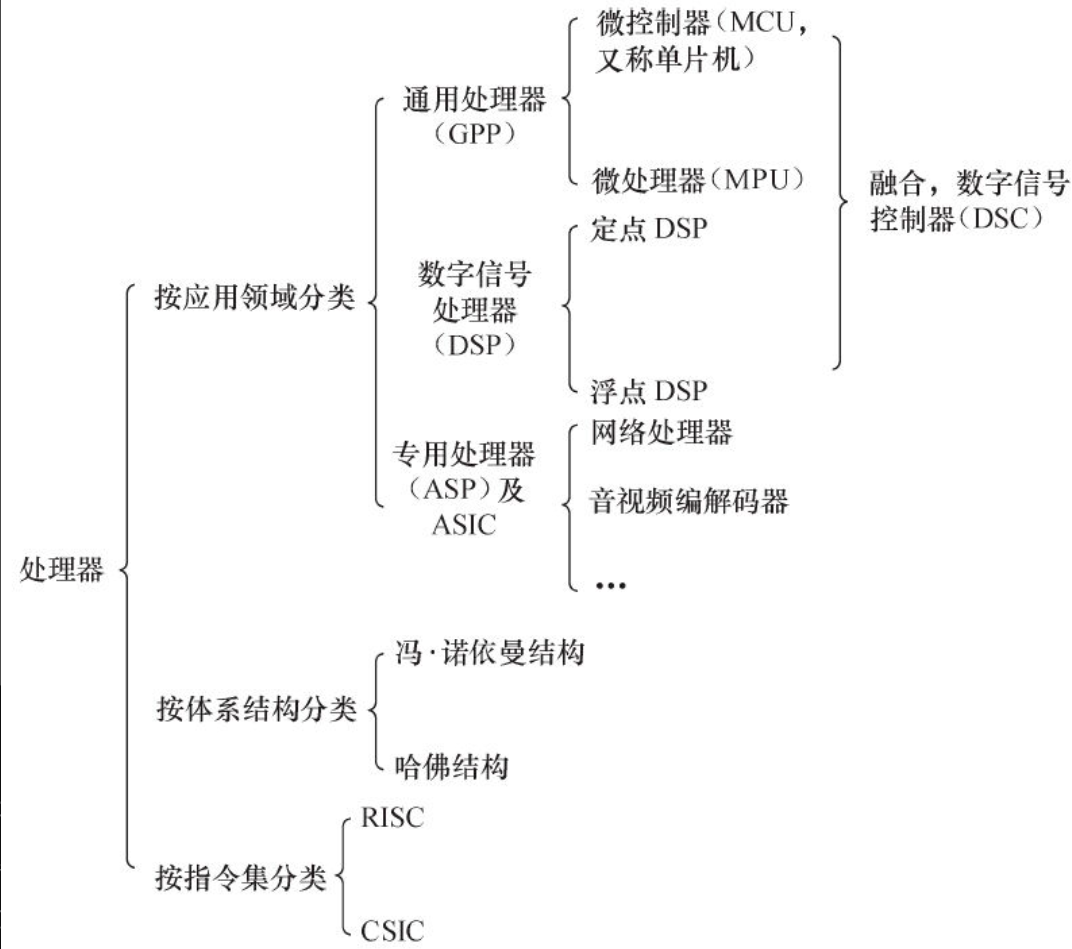 微控制器(MCU,
又称单片机)
通用处理器
(GPP)
微处理器(MPU)
融合，数字信号
控制器(DSC)
定点 DSP
数字信号
处理器
(DSP)
按应用领域分类
浮点 DSP
网络处理器
专用处理器
(ASP)及
ASIC
音视频编解码器
处理器
…
冯·诺依曼结构
按体系结构分类
哈佛结构
RISC
按指令集分类
CSIC